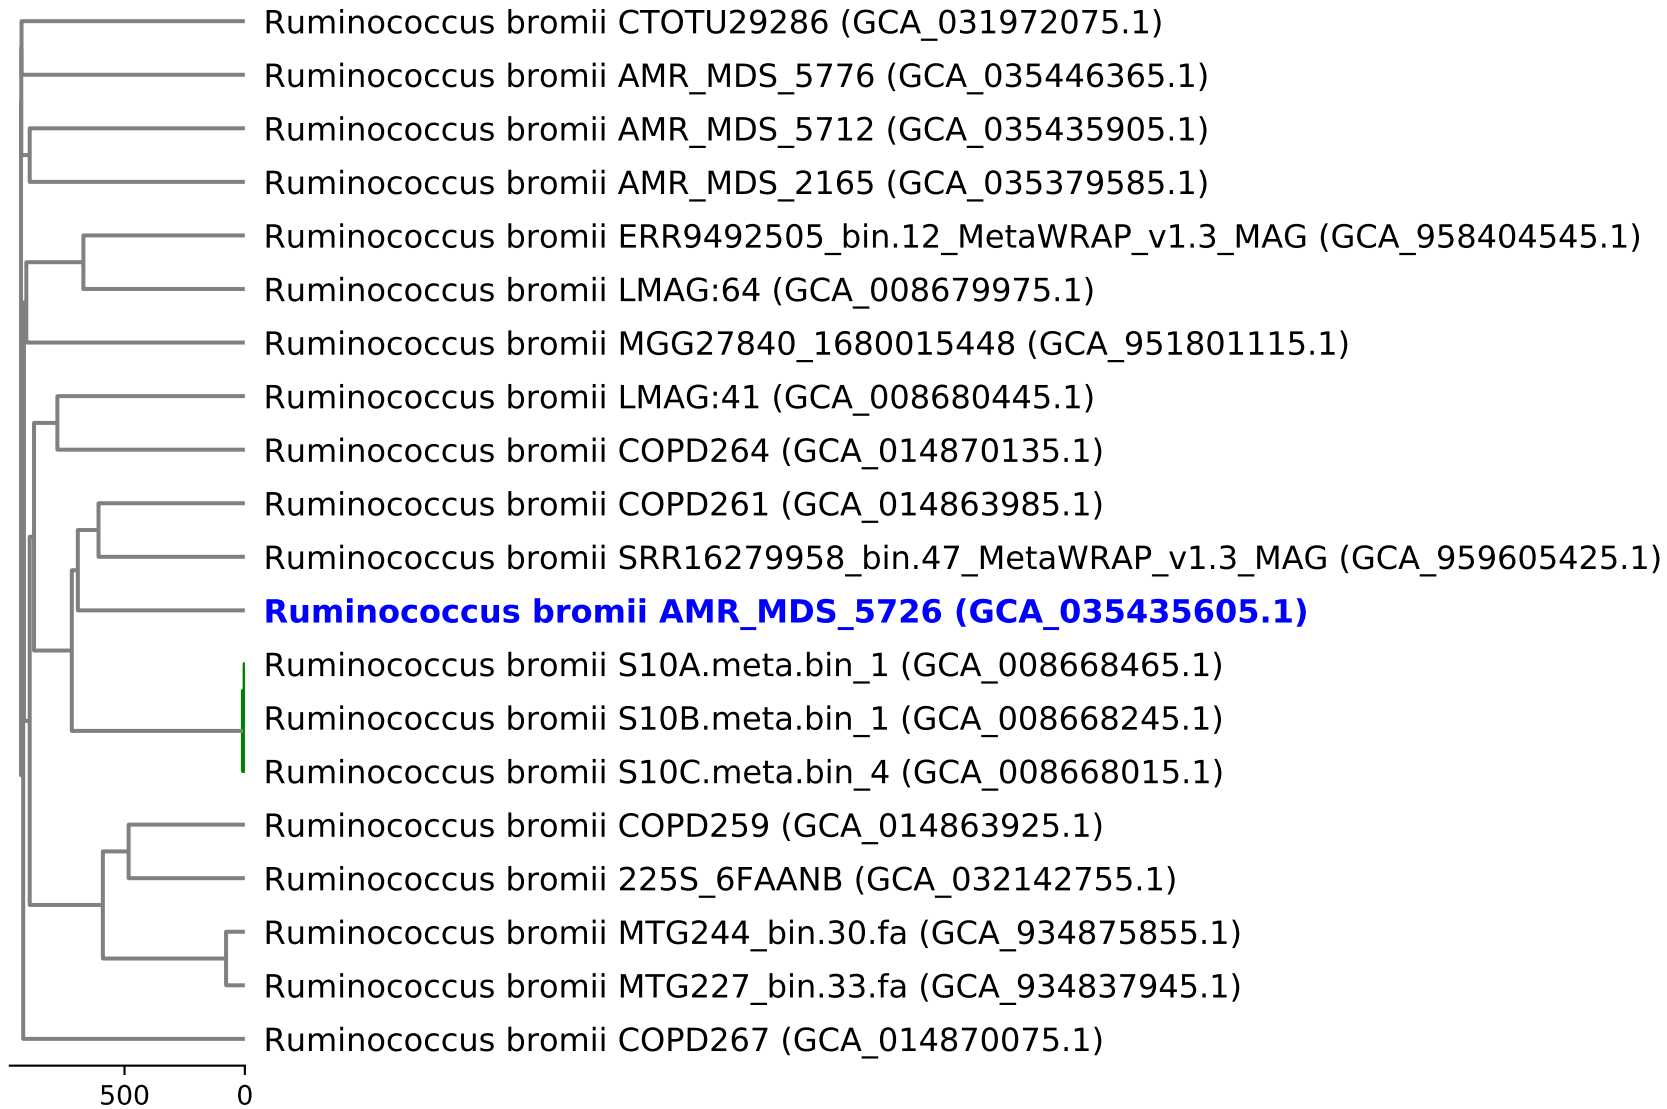 Ruminococcus bromii CTOTU29286 (GCA_031972075.1)
Ruminococcus bromii AMR_MDS_5776 (GCA_035446365.1)
Ruminococcus bromii AMR_MDS_5712 (GCA_035435905.1)
Ruminococcus bromii AMR_MDS_2165 (GCA_035379585.1)
Ruminococcus bromii ERR9492505_bin.12_MetaWRAP_v1.3_MAG (GCA_958404545.1)
Ruminococcus bromii LMAG:64 (GCA_008679975.1)
Ruminococcus bromii MGG27840_1680015448 (GCA_951801115.1)
Ruminococcus bromii LMAG:41 (GCA_008680445.1)
Ruminococcus bromii COPD264 (GCA_014870135.1)
Ruminococcus bromii COPD261 (GCA_014863985.1)
Ruminococcus bromii SRR16279958_bin.47_MetaWRAP_v1.3_MAG (GCA_959605425.1)
Ruminococcus bromii AMR_MDS_5726 (GCA_035435605.1)
Ruminococcus bromii S10A.meta.bin_1 (GCA_008668465.1)
Ruminococcus bromii S10B.meta.bin_1 (GCA_008668245.1)
Ruminococcus bromii S10C.meta.bin_4 (GCA_008668015.1)
Ruminococcus bromii COPD259 (GCA_014863925.1)
Ruminococcus bromii 225S_6FAANB (GCA_032142755.1)
Ruminococcus bromii MTG244_bin.30.fa (GCA_934875855.1)
Ruminococcus bromii MTG227_bin.33.fa (GCA_934837945.1)
Ruminococcus bromii COPD267 (GCA_014870075.1)
500 0